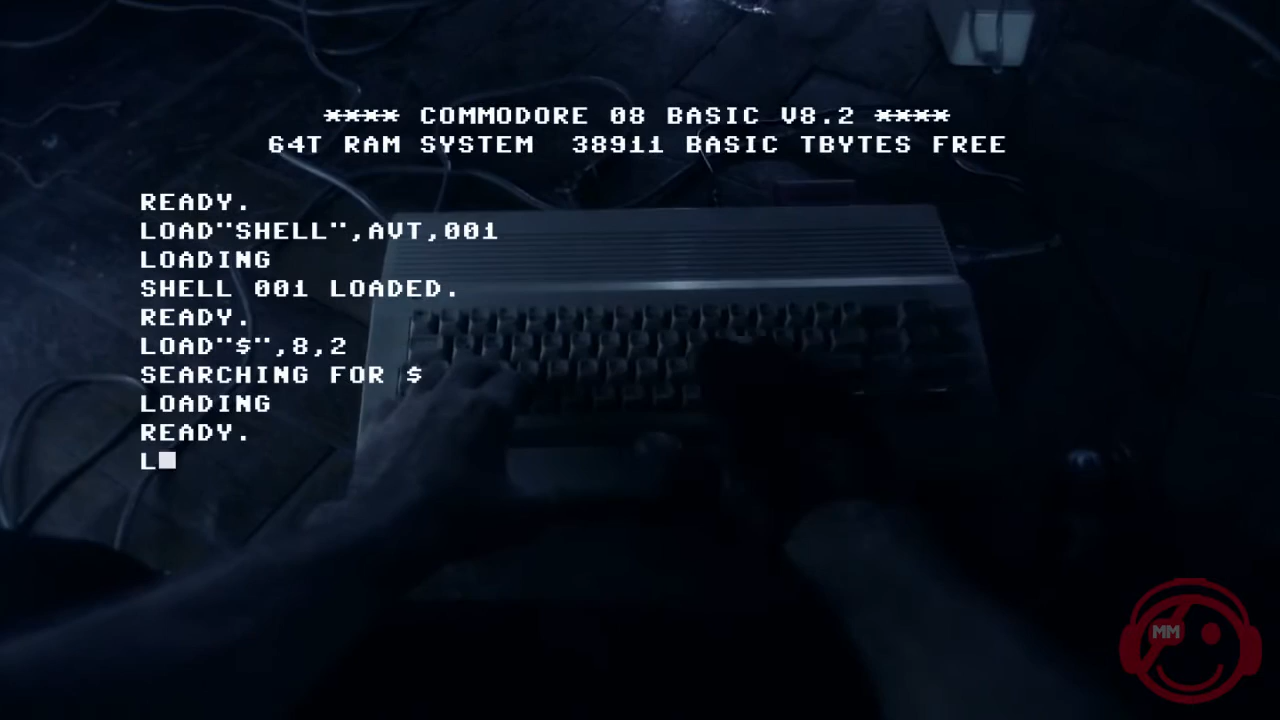 **** COMMODORE 08 BASIC V8.2 ****
64T RAM SYSTEM  38911 BASIC TBYTES FREE
READY.
LOAD"SHELL",AVT,001
LOADING
SHELL 001 LOADED.
READY.
LOAD"$",8,2
SEARCHING FOR $
LOADING
READY.
L
MM